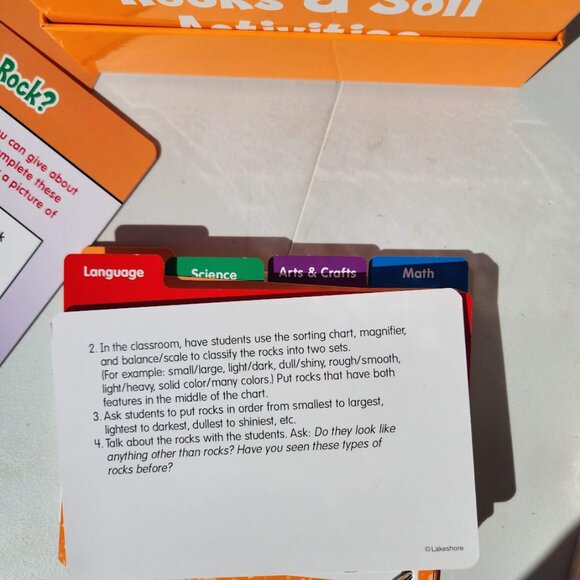 Rocks & Soil
Activities
Rock?
ou can give about
mplete these
a picture of
k
Language
Science
Arts & Crafts
Math
2. In the classroom, have students use the sorting chart, magnifier,
and balance/scale to classify the rocks into two sets.
(For example: small/large, light/dark, dull/shiny, rough/smooth,
light/heavy, solid color/many colors.) Put rocks that have both
features in the middle of the chart.
3. Ask students to put rocks in order from smallest to largest,
lightest to darkest, dullest to shiniest, etc.
4. Talk about the rocks with the students. Ask: Do they look like
anything other than rocks? Have you seen these types of
rocks before?
©Lakeshore